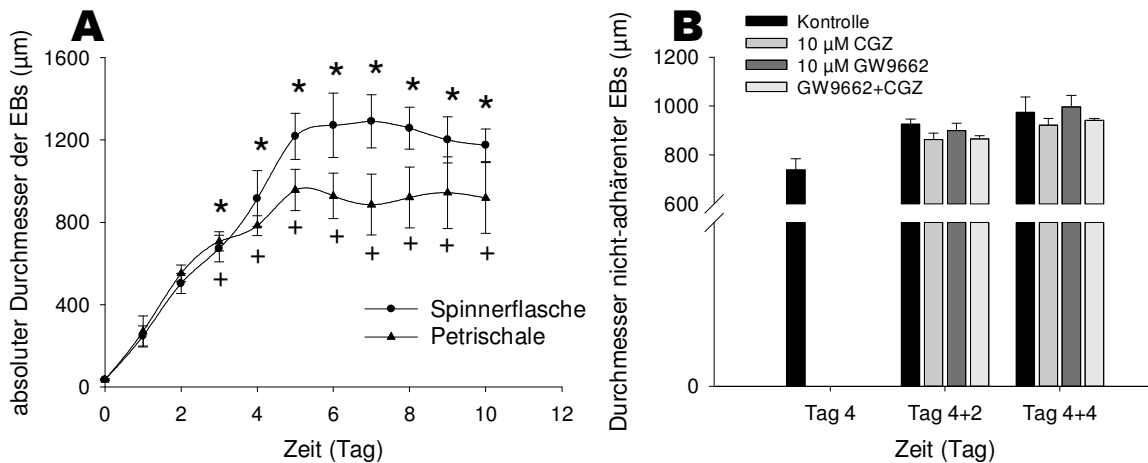 A
absoluter Durchmesser der EBs (µm)
1600
1200
800
400
0
* * * * * * * *
+ + + + + + + +
Spinnerflasche
Petrischale
0 2 4 6 8 10 12
Zeit (Tag)
B
Durchmesser nicht-adhärenter EBs (µm)
Kontrolle
10 µM CGZ
10 µM GW9662
GW9662+CGZ
1200
1000
800
600
0
Tag 4 Tag 4+2 Tag 4+4
Zeit (Tag)